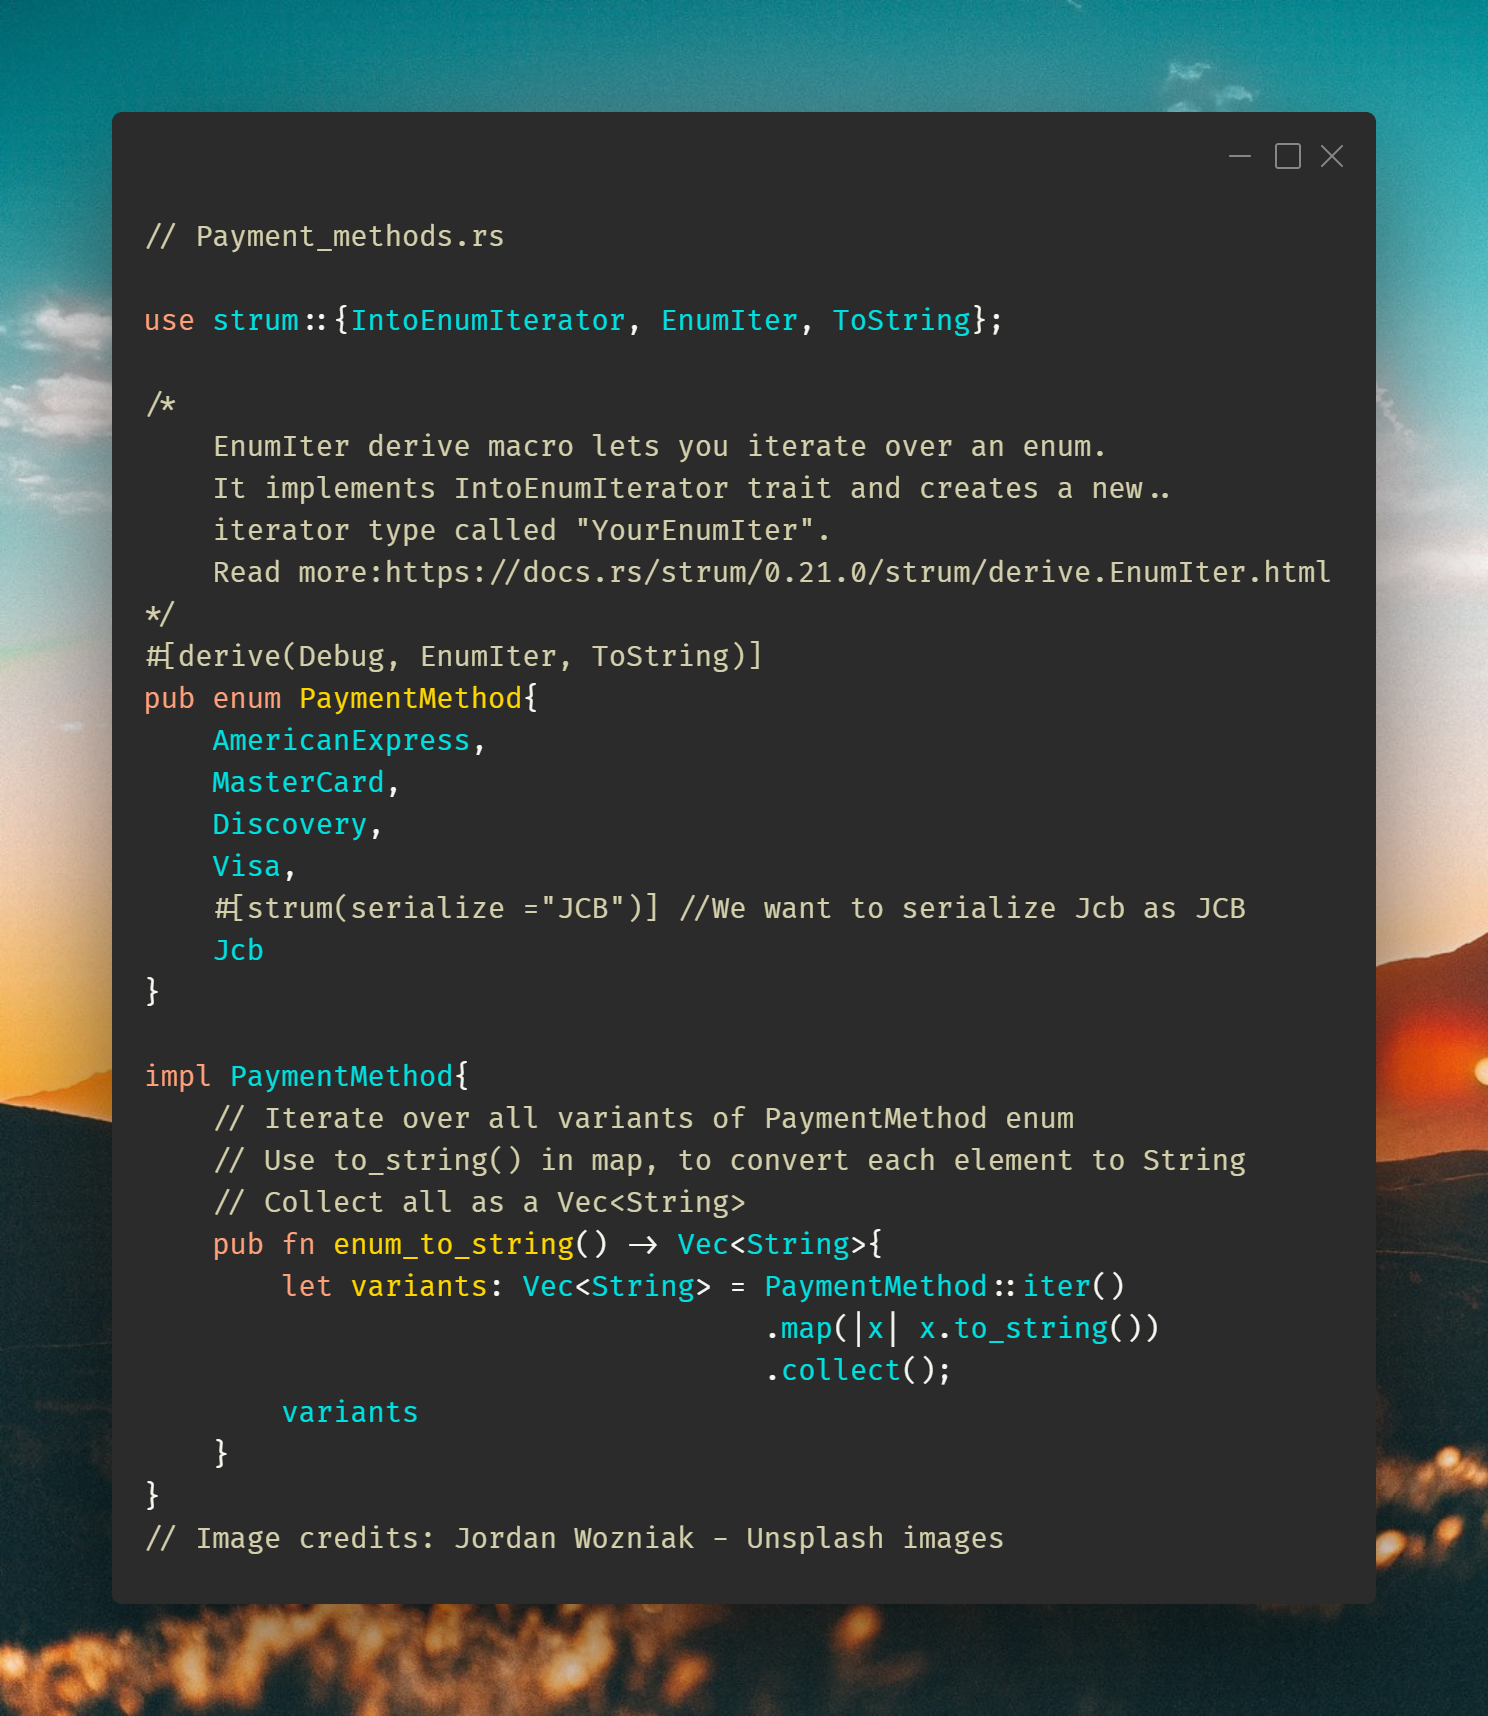 // Payment_methods.rs
use strum::{IntoEnumIterator, EnumIter, ToString};
/*
    EnumIter derive macro lets you iterate over an enum.
    It implements IntoEnumIterator trait and creates a new..
    iterator type called "YourEnumIter".
    Read more:https://docs.rs/strum/0.21.0/strum/derive.EnumIter.html
*/
#[derive(Debug, EnumIter, ToString)]
pub enum PaymentMethod{
    AmericanExpress,
    MasterCard,
    Discovery,
    Visa,
    #[strum(serialize ="JCB")] //We want to serialize Jcb as JCB
    Jcb
}
impl PaymentMethod{
    // Iterate over all variants of PaymentMethod enum
    // Use to_string() in map, to convert each element to String
    // Collect all as a Vec<String>
    pub fn enum_to_string() -> Vec<String>{
        let variants: Vec<String> = PaymentMethod::iter()
                                    .map(|x| x.to_string())
                                    .collect();
        variants
    }
}
// Image credits: Jordan Wozniak - Unsplash images